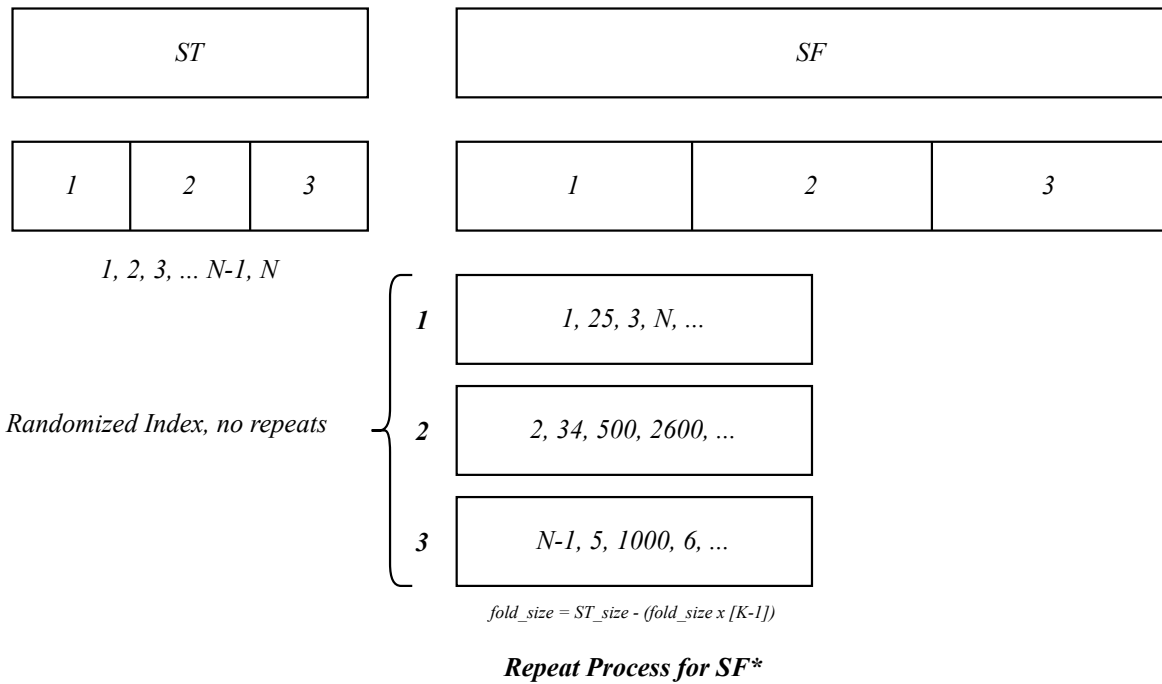 ST
SF
1
2
3
1
2
3
1, 2, 3, ... N-1, N
1
1, 25, 3, N, ...
Randomized Index, no repeats
2
2, 34, 500, 2600, ...
3
N-1, 5, 1000, 6, ...
fold_size = ST_size - (fold_size x [K-1])
Repeat Process for SF*